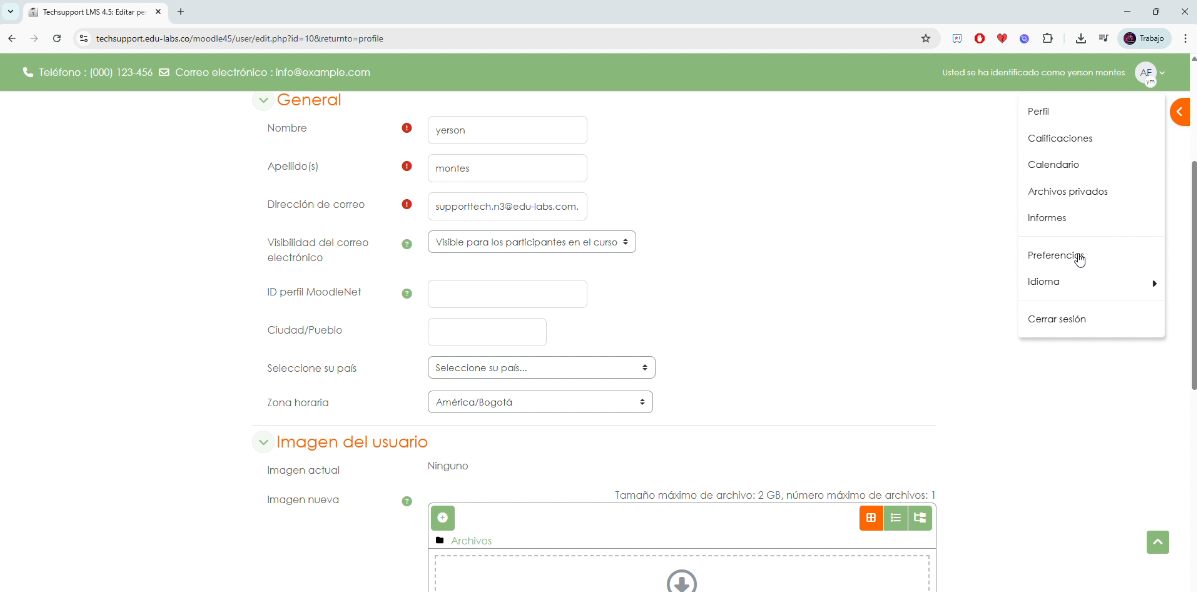 Techsupport LMS 4.5: Editar per
techsupport.edu-labs.co/moodle45/user/edit.php?id=10&returnto=profile
Trabajo
Teléfono : (000) 123-456 Correo electrónico : info@example.com
Usted se ha identificado como yerson montes
AE
Perfil
Calificaciones
Calendario
Archivos privados
Informes
Preferencias
Idioma
Cerrar sesión
General
Nombre
yerson
Apellido(s)
montes
Dirección de correo
supporttech.n3@edu-labs.com.
Visibilidad del correo
electrónico
Visible para los participantes en el curso
ID perfil MoodleNet
Ciudad/Pueblo
Seleccione su país
Seleccione su país...
Zona horaria
América/Bogotá
Imagen del usuario
Imagen actual
Ninguno
Imagen nueva
Tamaño máximo de archivo: 2 GB, número máximo de archivos: 1
Archivos